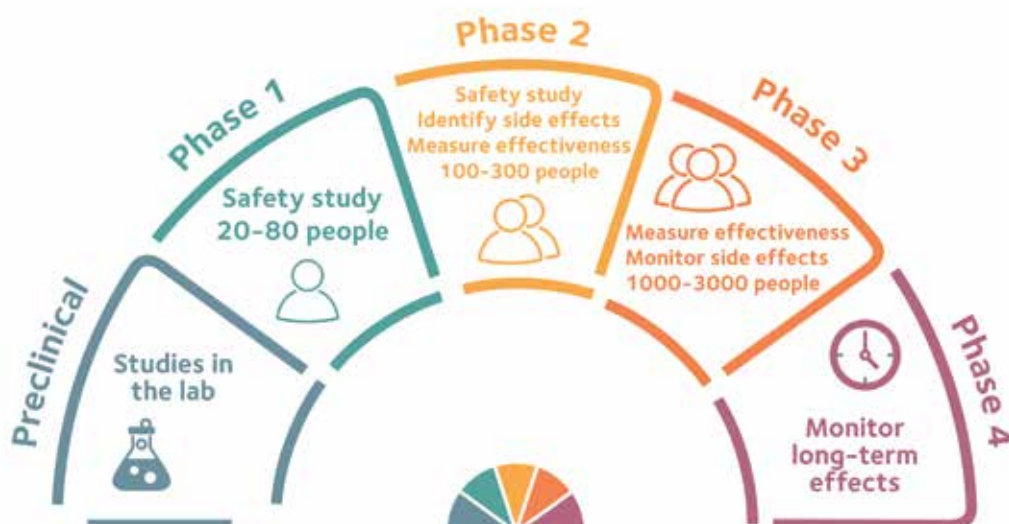 Preclinical
Studies in
the lab
Phase 1
Safety study
20-80 people
Phase 2
Safety study
Identify side effects
Measure effectiveness
100-300 people
Phase 3
Measure effectiveness
Monitor side effects
1000-3000 people
Phase 4
Monitor
long-term
effects